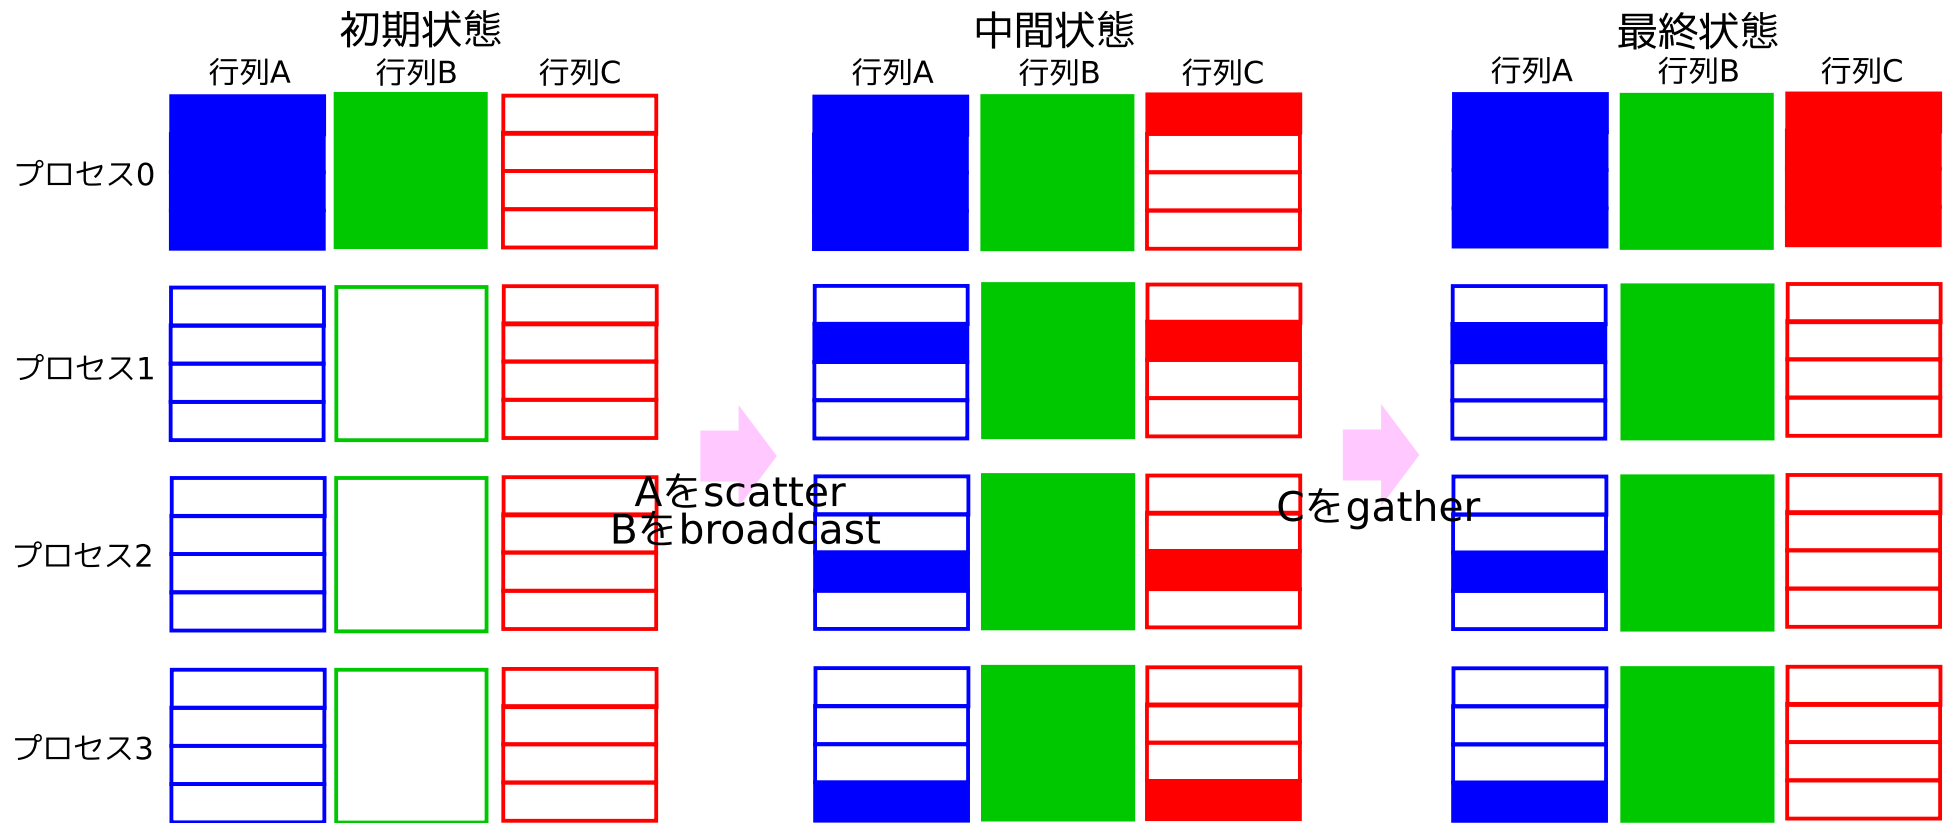 初期状態
中間状態
最終状態
行列A
行列B
行列C
行列A
行列B
行列C
行列A
行列B
行列C
プロセス0
プロセス1
プロセス2
プロセス3
Aをscatter
Bをbroadcast
Cをgather